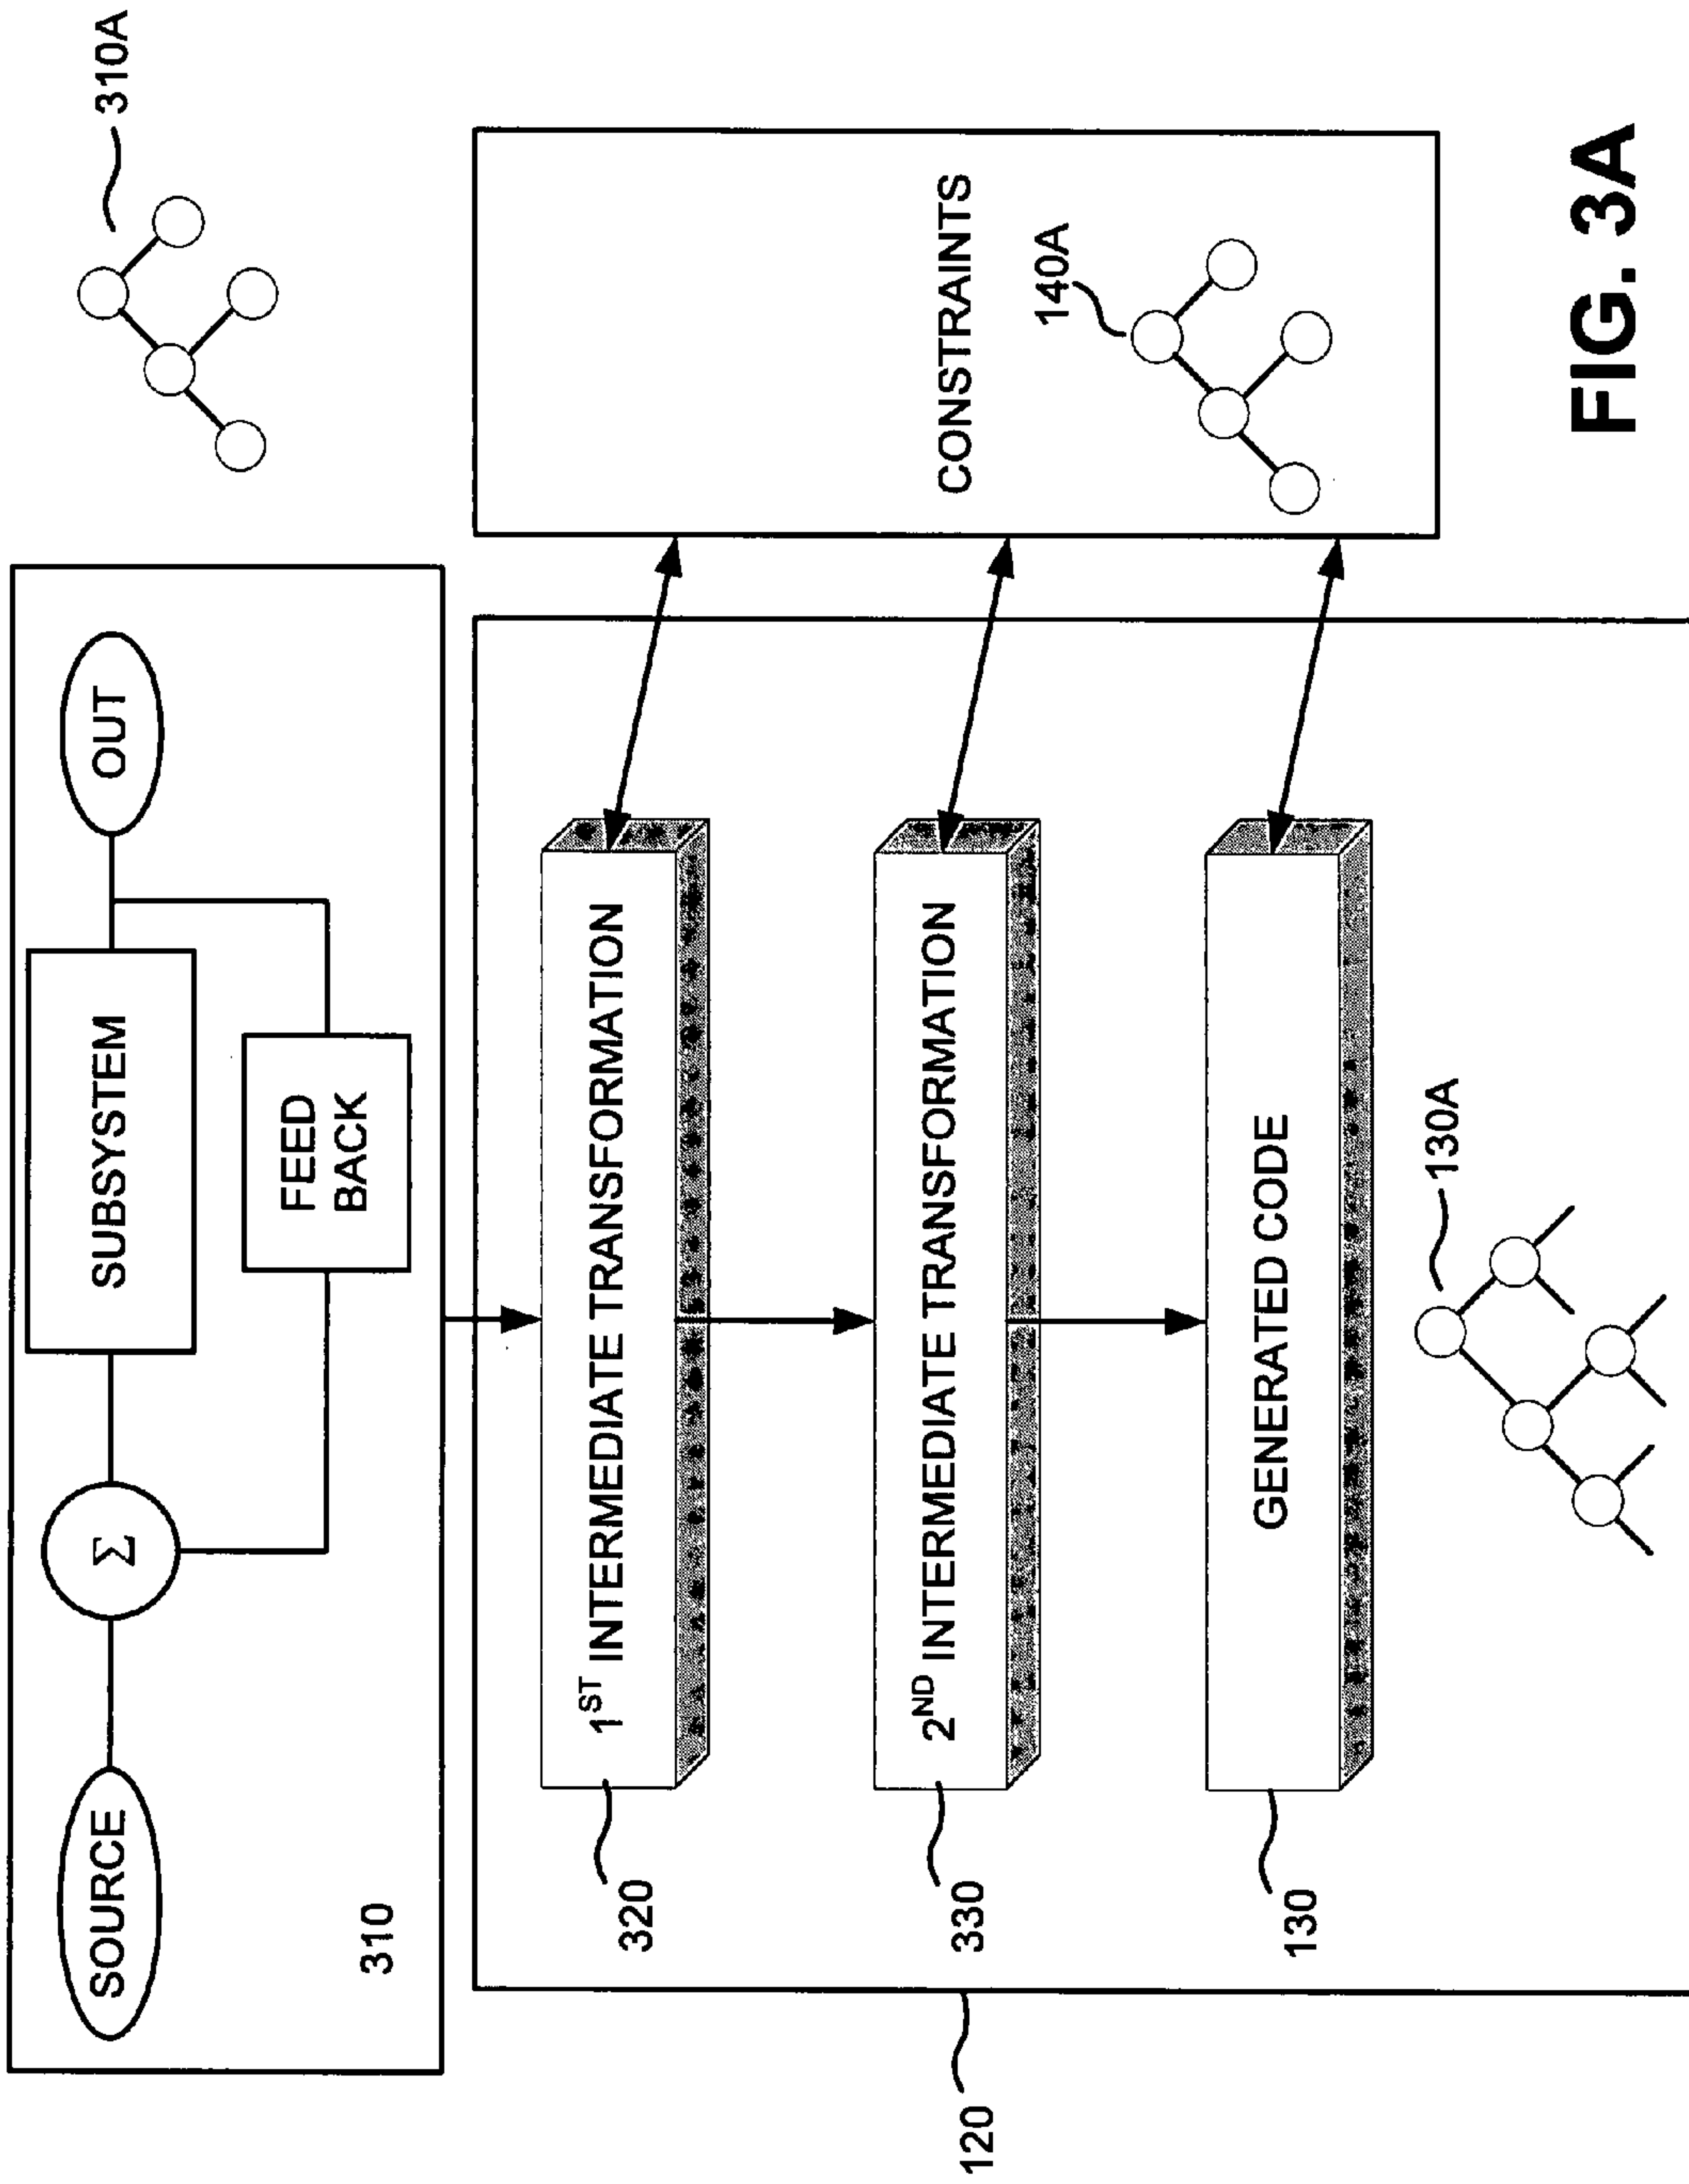 310A
SOURCE
Σ
SUBSYSTEM
OUT
FEED
BACK
310
CONSTRAINTS
140A
320
1ST INTERMEDIATE TRANSFORMATION
330
2ND INTERMEDIATE TRANSFORMATION
120
130
GENERATED CODE
130A
FIG. 3A